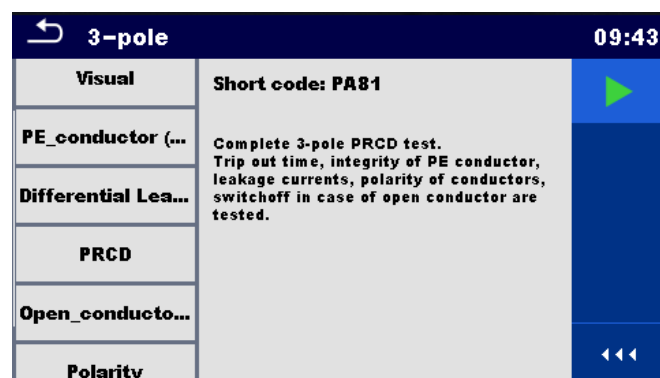 3-pole
09:43
Visual
PE_conductor (...
Differential Lea...
PRCD
Open_conducto...
Polarity
Short code: PA81
Complete 3-pole PRCD test.
Trip out time, integrity of PE conductor,
leakage currents, polarity of conductors,
switchoff in case of open conductor are
tested.